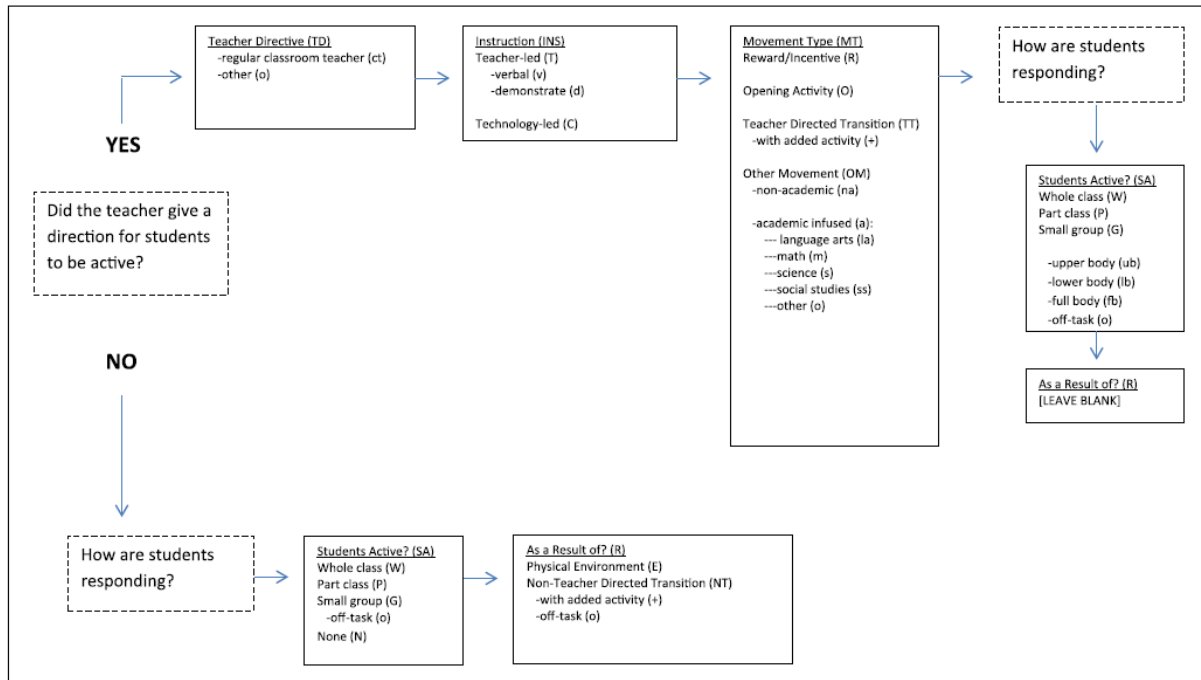 Teacher Directive (TD)
-regular classroom teacher (ct)
-other (o)
Instruction (INS)
Teacher-led (T)
-verbal (v)
-demonstrate (d)
Technology-led (C)
Movement Type (MT)
Reward/Incentive (R)
Opening Activity (O)
Teacher Directed Transition (TT)
-with added activity (+)
Other Movement (OM)
-non-academic (na)
-academic infused (a):
--- language arts (la)
---math (m)
---science (s)
---social studies (ss)
---other (o)
How are students
responding?
Students Active? (SA)
Whole class (W)
Part class (P)
Small group (G)
-upper body (ub)
-lower body (lb)
-full body (fb)
-off-task (o)
As a Result of? (R)
[LEAVE BLANK]
YES
Did the teacher give a
direction for students
to be active?
NO
How are students
responding?
Students Active? (SA)
Whole class (W)
Part class (P)
Small group (G)
-off-task (o)
None (N)
As a Result of? (R)
Physical Environment (E)
Non-Teacher Directed Transition (NT)
-with added activity (+)
-off-task (o)